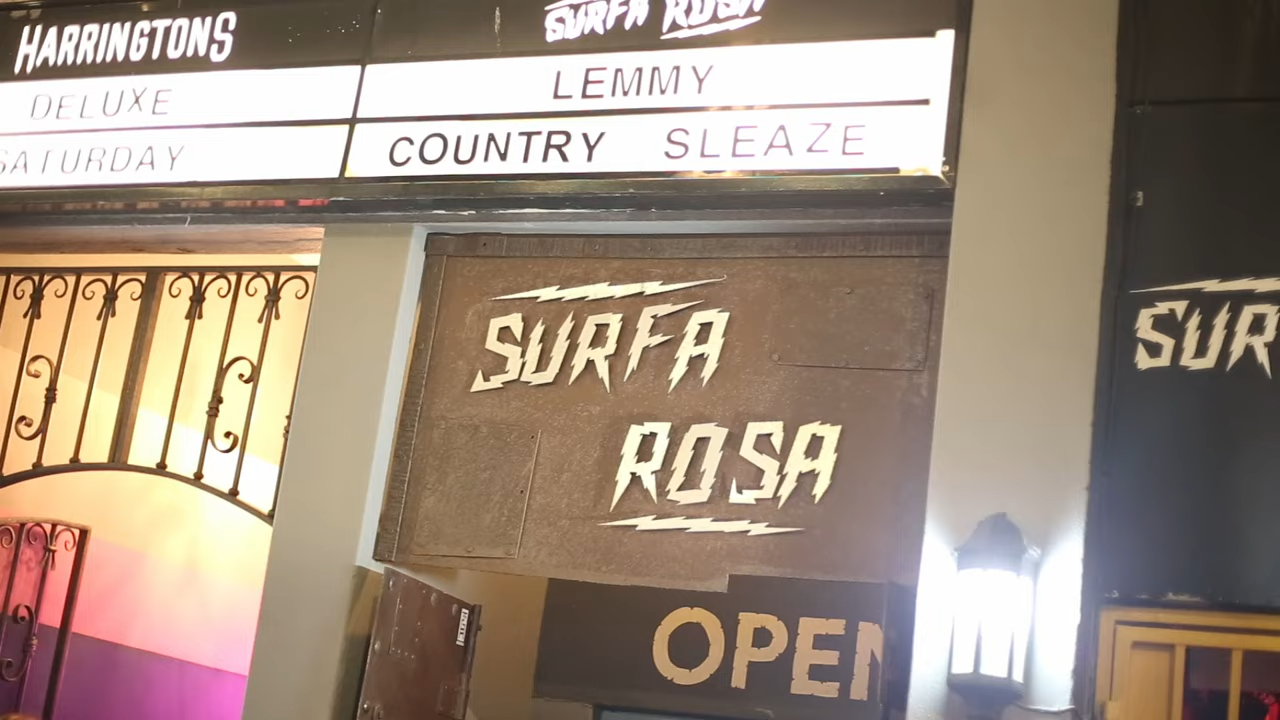 HARRINGTONS
DELUXE
SATURDAY
SURFA ROSA
LEMMY
COUNTRY SLEAZE
SURFA
ROSA
OPEN
SUR